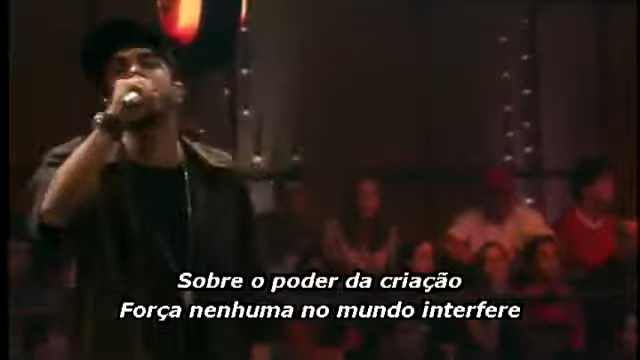 Sobre o poder da criação
Força nenhuma no mundo interfere